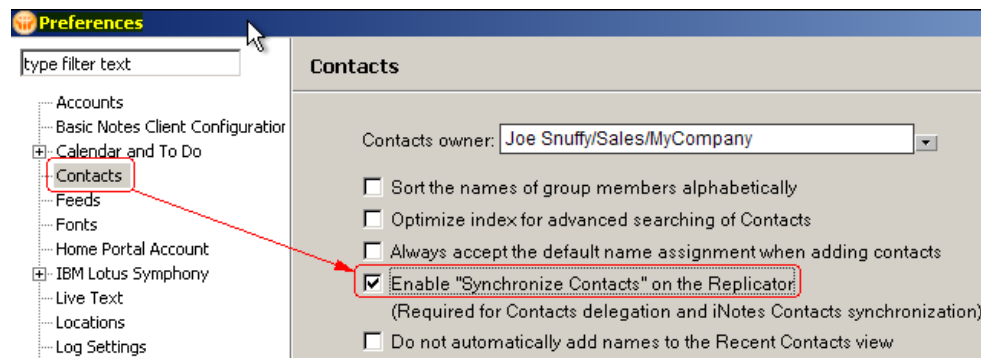 Preferences
type filter text
Accounts
Basic Notes Client Configuration
Calendar and To Do
Contacts
Feeds
Fonts
Home Portal Account
IBM Lotus Symphony
Live Text
Locations
Log Settings
Contacts
Contacts owner: Joe Snuffy/Sales/MyCompany
Sort the names of group members alphabetically
Optimize index for advanced searching of Contacts
Always accept the default name assignment when adding contacts
Enable "Synchronize Contacts" on the Replicator
(Required for Contacts delegation and iNotes Contacts synchronization)
Do not automatically add names to the Recent Contacts view